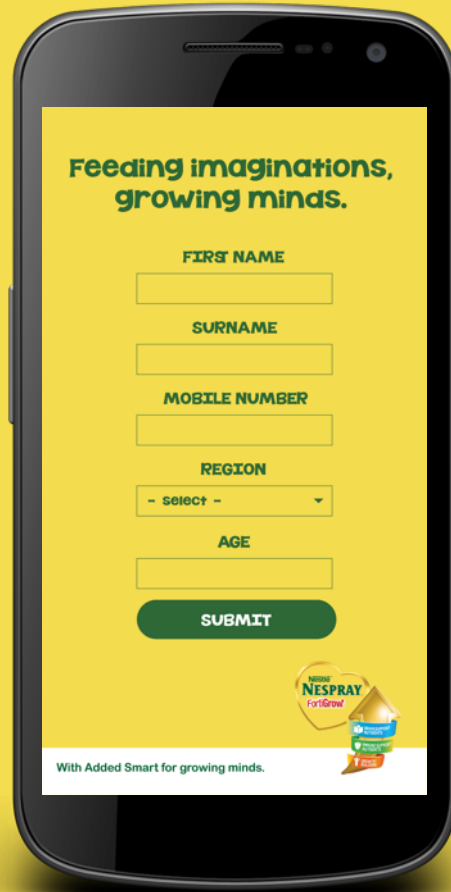 Feeding imaginations,
growing minds.
FIRST NAME
SURNAME
MOBILE NUMBER
REGION
- select -
AGE
SUBMIT
Nestlé
NESPRAY
FortiGrow
With Added Smart for growing minds.